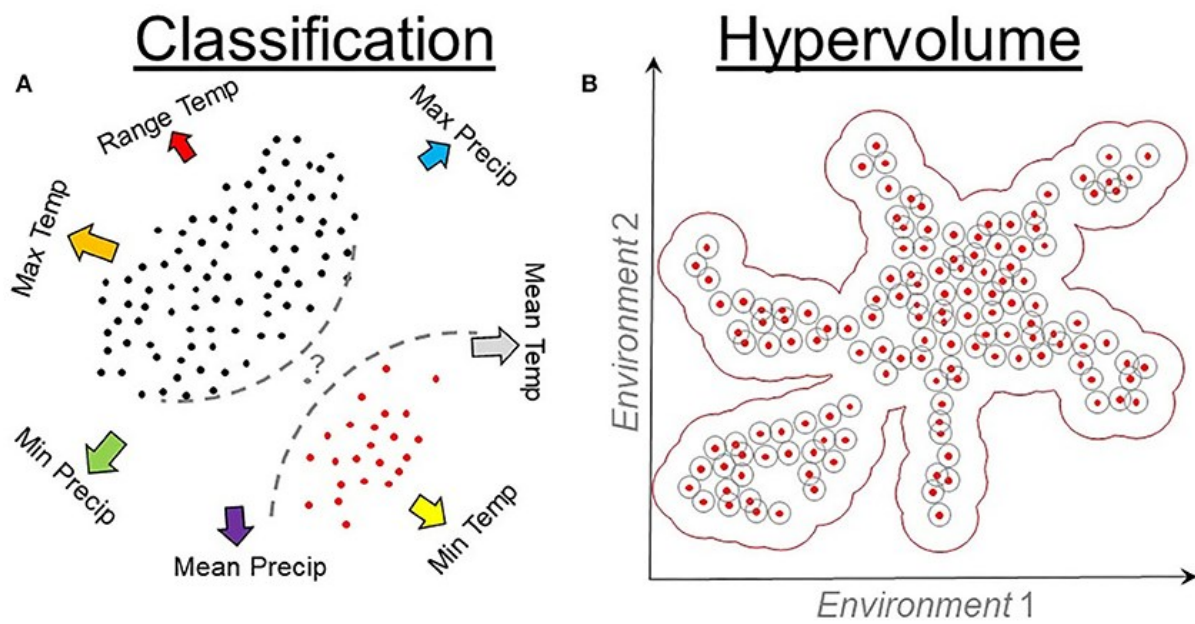 Classification
Hypervolume
A
B
Range Temp
Max Precip
Max Temp
Mean Temp
?
Min Precip
Min Temp
Mean Precip
Environment 2
Environment 1